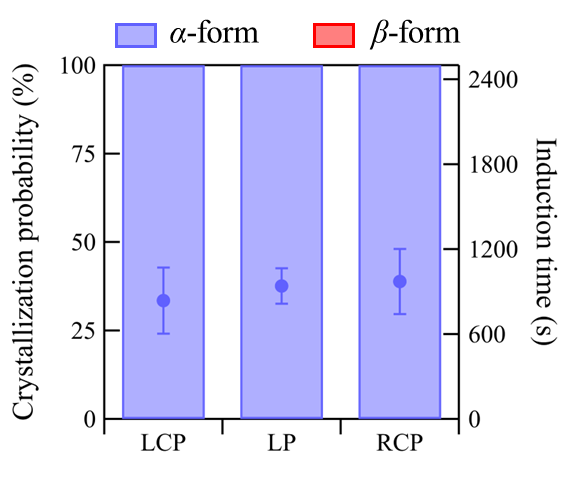 α-form
β-form
Crystallization probability (%)
100
75
50
25
0
2400
1800
1200
600
0
Induction time (s)
LCP
LP
RCP